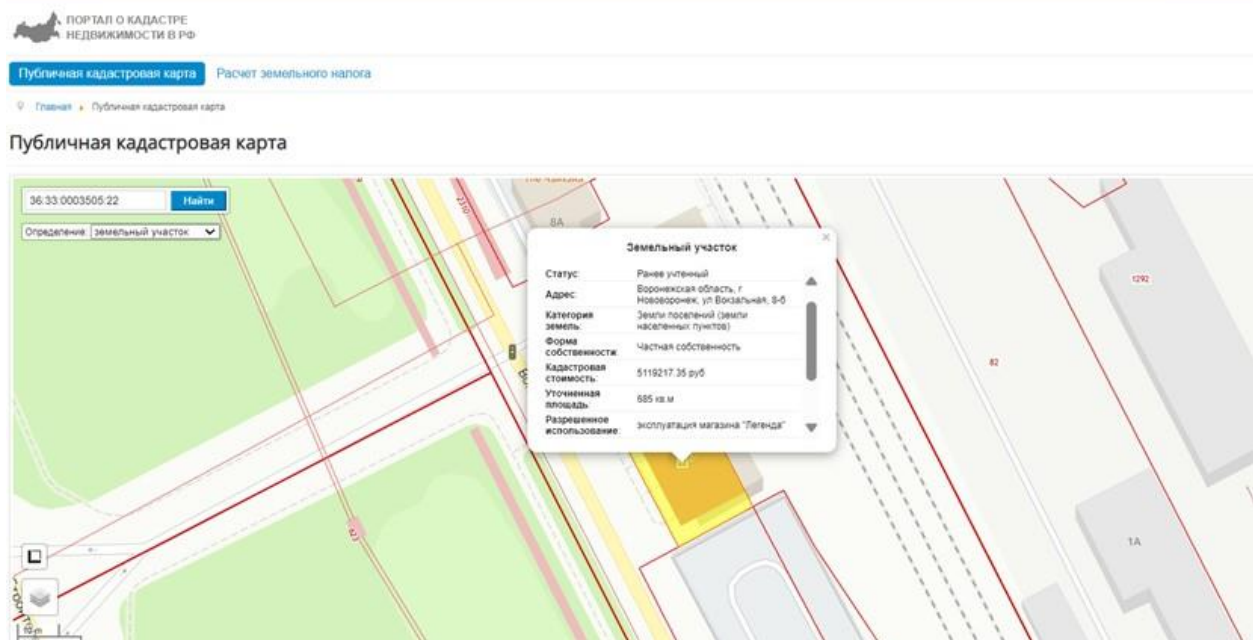 ПОРТАЛ О КАДАСТРЕ
НЕДВИЖИМОСТИ В РФ
Публичная кадастровая карта Расчет земельного налога
Главная Публичная кадастровая карта
Публичная кадастровая карта
36:33:0003505:22 Найти
Определение: земельный участок
8А
2310
Земельный участок
×
Статус: Ранее учтенный
Адрес: Воронежская область, г
Нововоронеж, ул Вокзальная, 8-б
Категория
земель: Земли поселений (земли
населенных пунктов)
Форма
собственности: Частная собственность
Кадастровая
стоимость: 5119217.35 руб
Уточненная
площадь: 685 кв.м
Разрешенное
использование: эксплуатация магазина "Легенда"
1292
82
823
1А
10 m